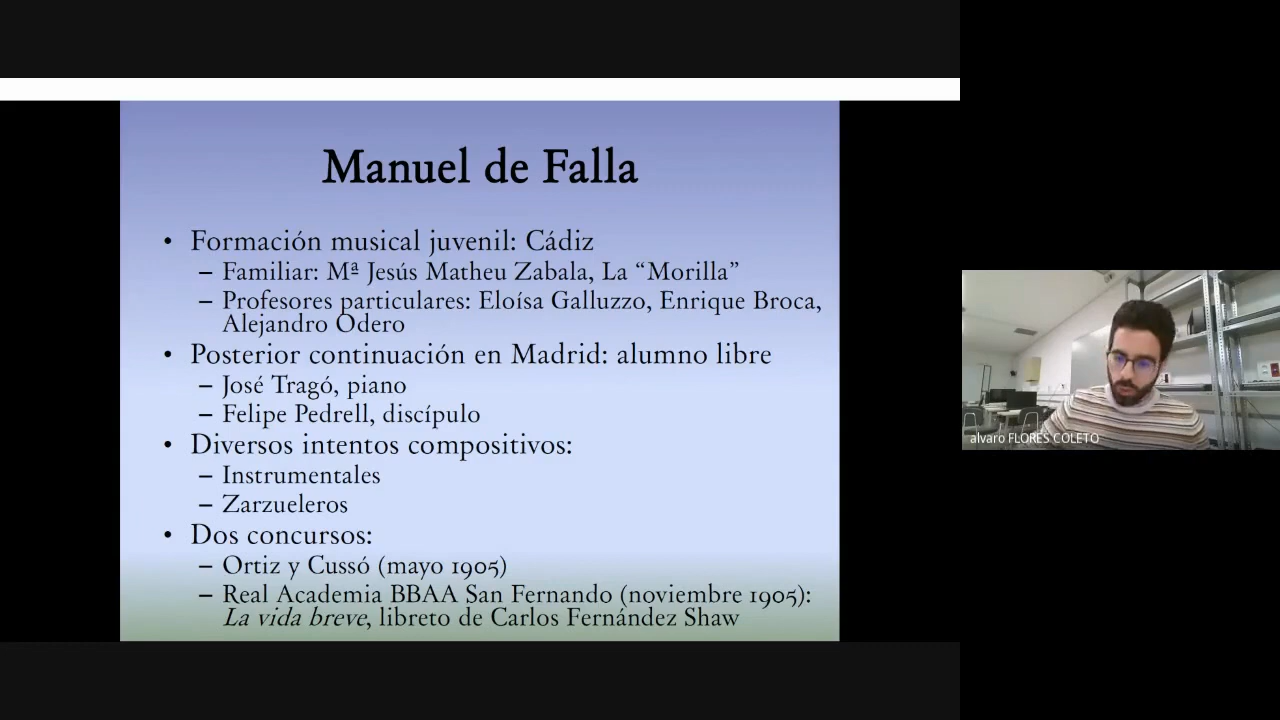 Manuel de Falla
• Formación musical juvenil: Cádiz
– Familiar: Mª Jesús Matheu Zabala, La “Morilla”
– Profesores particulares: Eloísa Galluzzo, Enrique Broca,
Alejandro Odero
• Posterior continuación en Madrid: alumno libre
– José Tragó, piano
– Felipe Pedrell, discípulo
• Diversos intentos compositivos:
– Instrumentales
– Zarzueleros
• Dos concursos:
– Ortiz y Cussó (mayo 1905)
– Real Academia BBAA San Fernando (noviembre 1905):
La vida breve, libreto de Carlos Fernández Shaw
alvaro FLORES COLETO